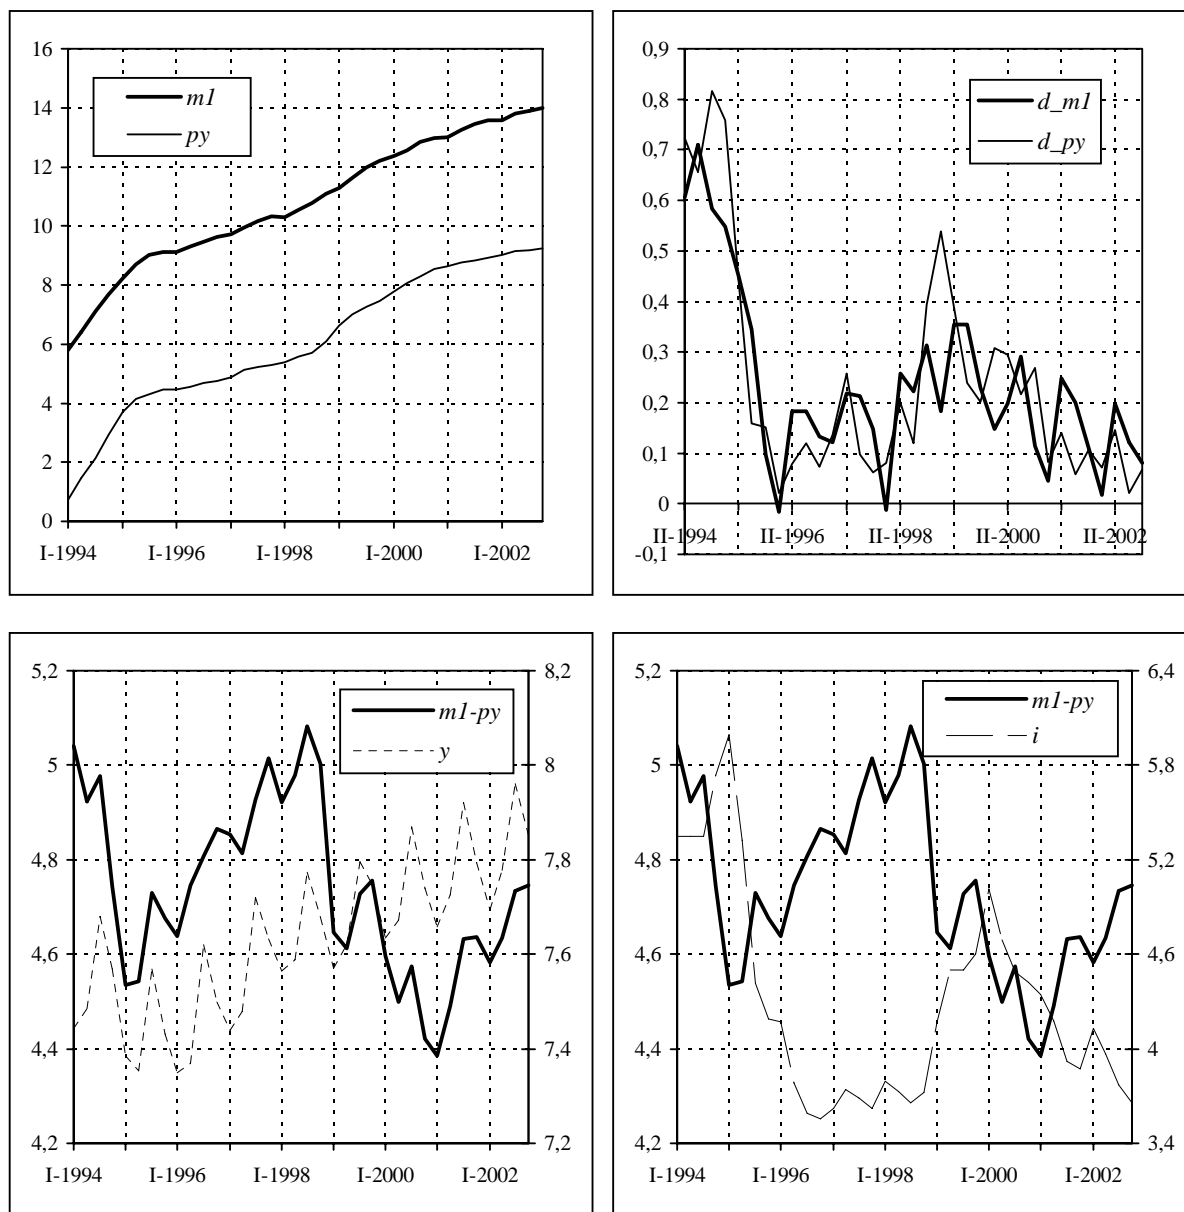 16
14
12
10
8
6
4
2
0
m1
py
I-1994
I-1996
I-1998
I-2000
I-2002
0,9
0,8
0,7
0,6
0,5
0,4
0,3
0,2
0,1
0
-0,1
d_m1
d_py
II-1994
II-1996
II-1998
II-2000
II-2002
5,2
5
4,8
4,6
4,4
4,2
8,2
8
7,8
7,6
7,4
7,2
m1-py
y
I-1994
I-1996
I-1998
I-2000
I-2002
5,2
5
4,8
4,6
4,4
4,2
6,4
5,8
5,2
4,6
4
3,4
m1-py
i
I-1994
I-1996
I-1998
I-2000
I-2002